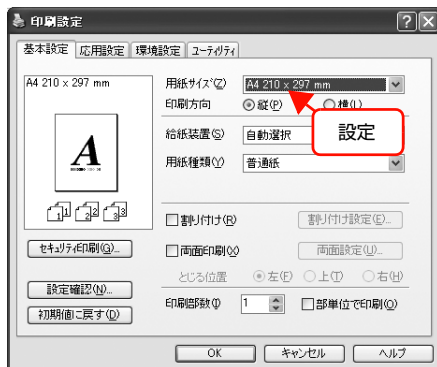 印刷設定
基本設定 応用設定 環境設定 ユーティリティ
A4 210 x 297 mm
用紙サイズ(Z) A4 210 x 297 mm
印刷方向 縦(P) 横(L)
設定
給紙装置(S) 自動選択
用紙種類(Y) 普通紙
A
1 2 3
割り付け(R) 割り付け設定(E)...
セキュリティ印刷(G)... 両面印刷(X) 両面設定(U)...
とじる位置 左(F) 上(T) 右(H)
設定確認(N)...
印刷部数(I) 1 部単位で印刷(O)
初期値に戻す(D)
OK キャンセル ヘルプ